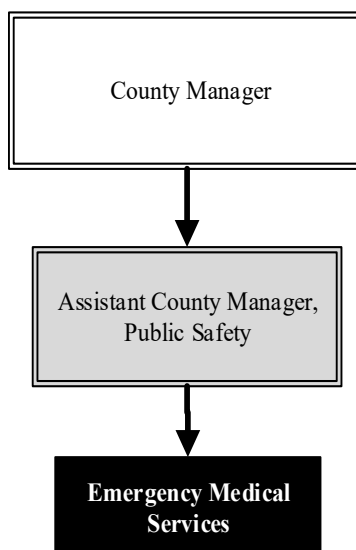 County Manager
Assistant County Manager,
Public Safety
Emergency Medical
Services